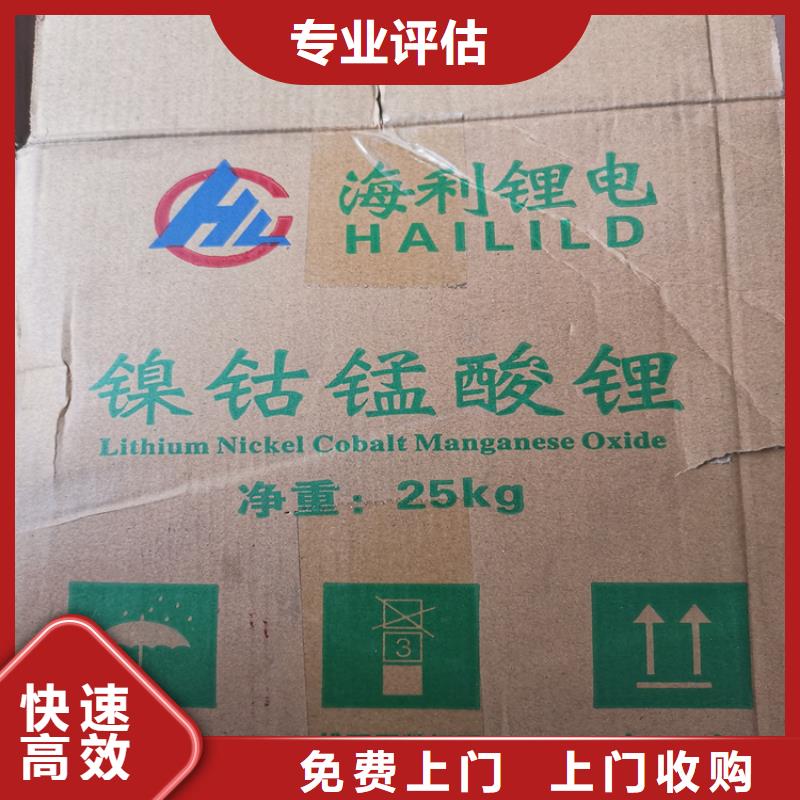 专业评估
海利锂电
HAILILD
镍钴锰酸锂
Lithium Nickel Cobalt Manganese Oxide
净重：25kg
3
快速
高效
免费上门 上门收购